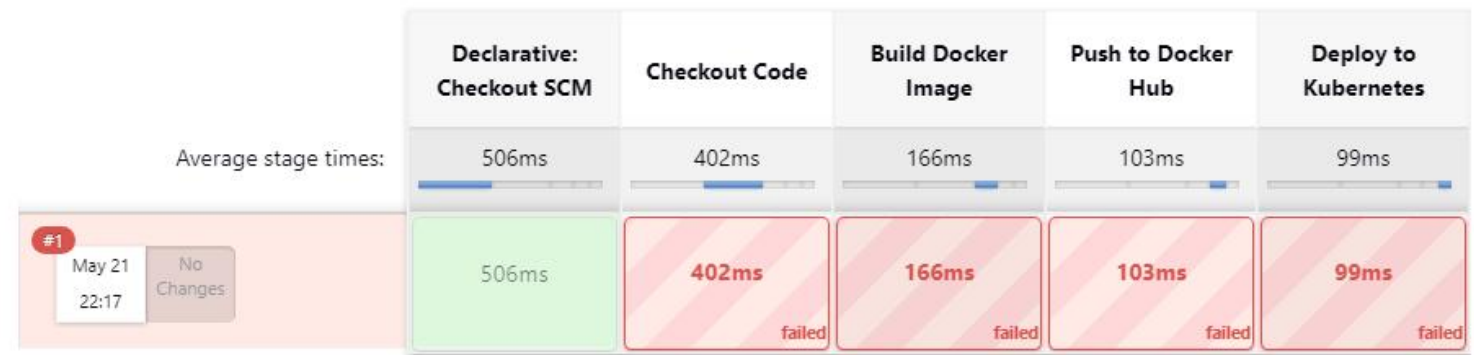 Declarative:
Checkout SCM
Checkout Code
Build Docker
Image
Push to Docker
Hub
Deploy to
Kubernetes
Average stage times:
506ms
402ms
166ms
103ms
99ms
#1
May 21
22:17
No
Changes
506ms
402ms
failed
166ms
failed
103ms
failed
99ms
failed